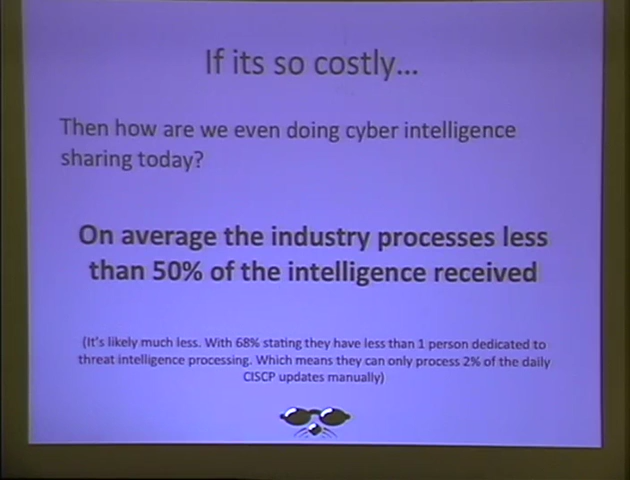 If its so costly...
Then how are we even doing cyber intelligence
sharing today?
On average the industry processes less
than 50% of the intelligence received
(It's likely much less. With 68% stating they have less than 1 person dedicated to
threat intelligence processing. Which means they can only process 2% of the daily
CISCP updates manually)